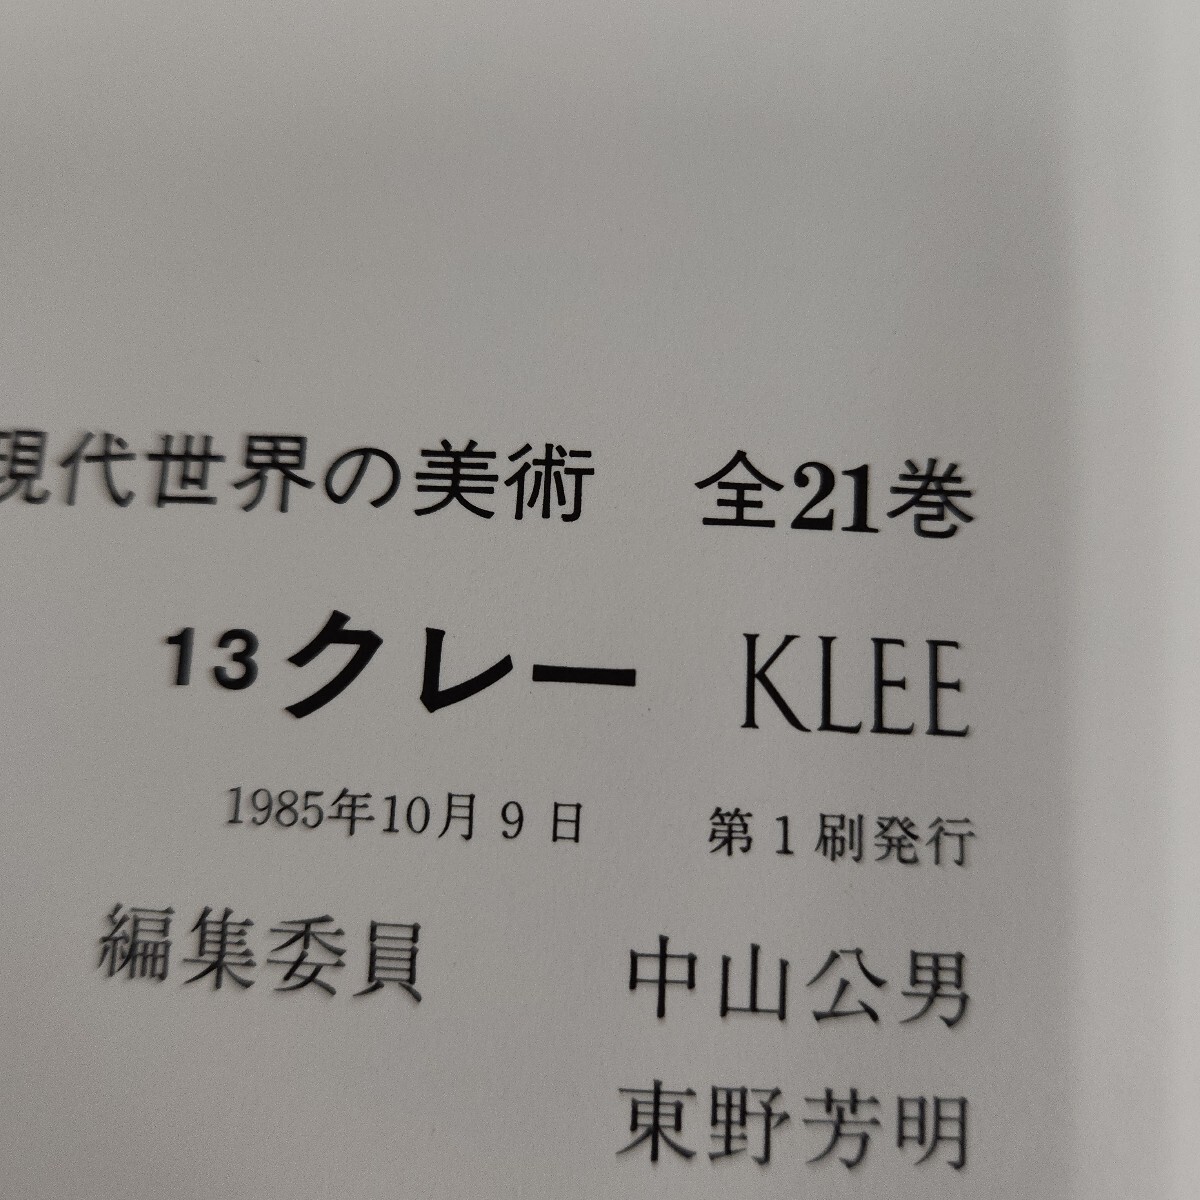 現代世界の美術 全21巻
13 クレー KLEE
1985年10月9日 第1刷発行
編集委員 中山公男
東野芳明